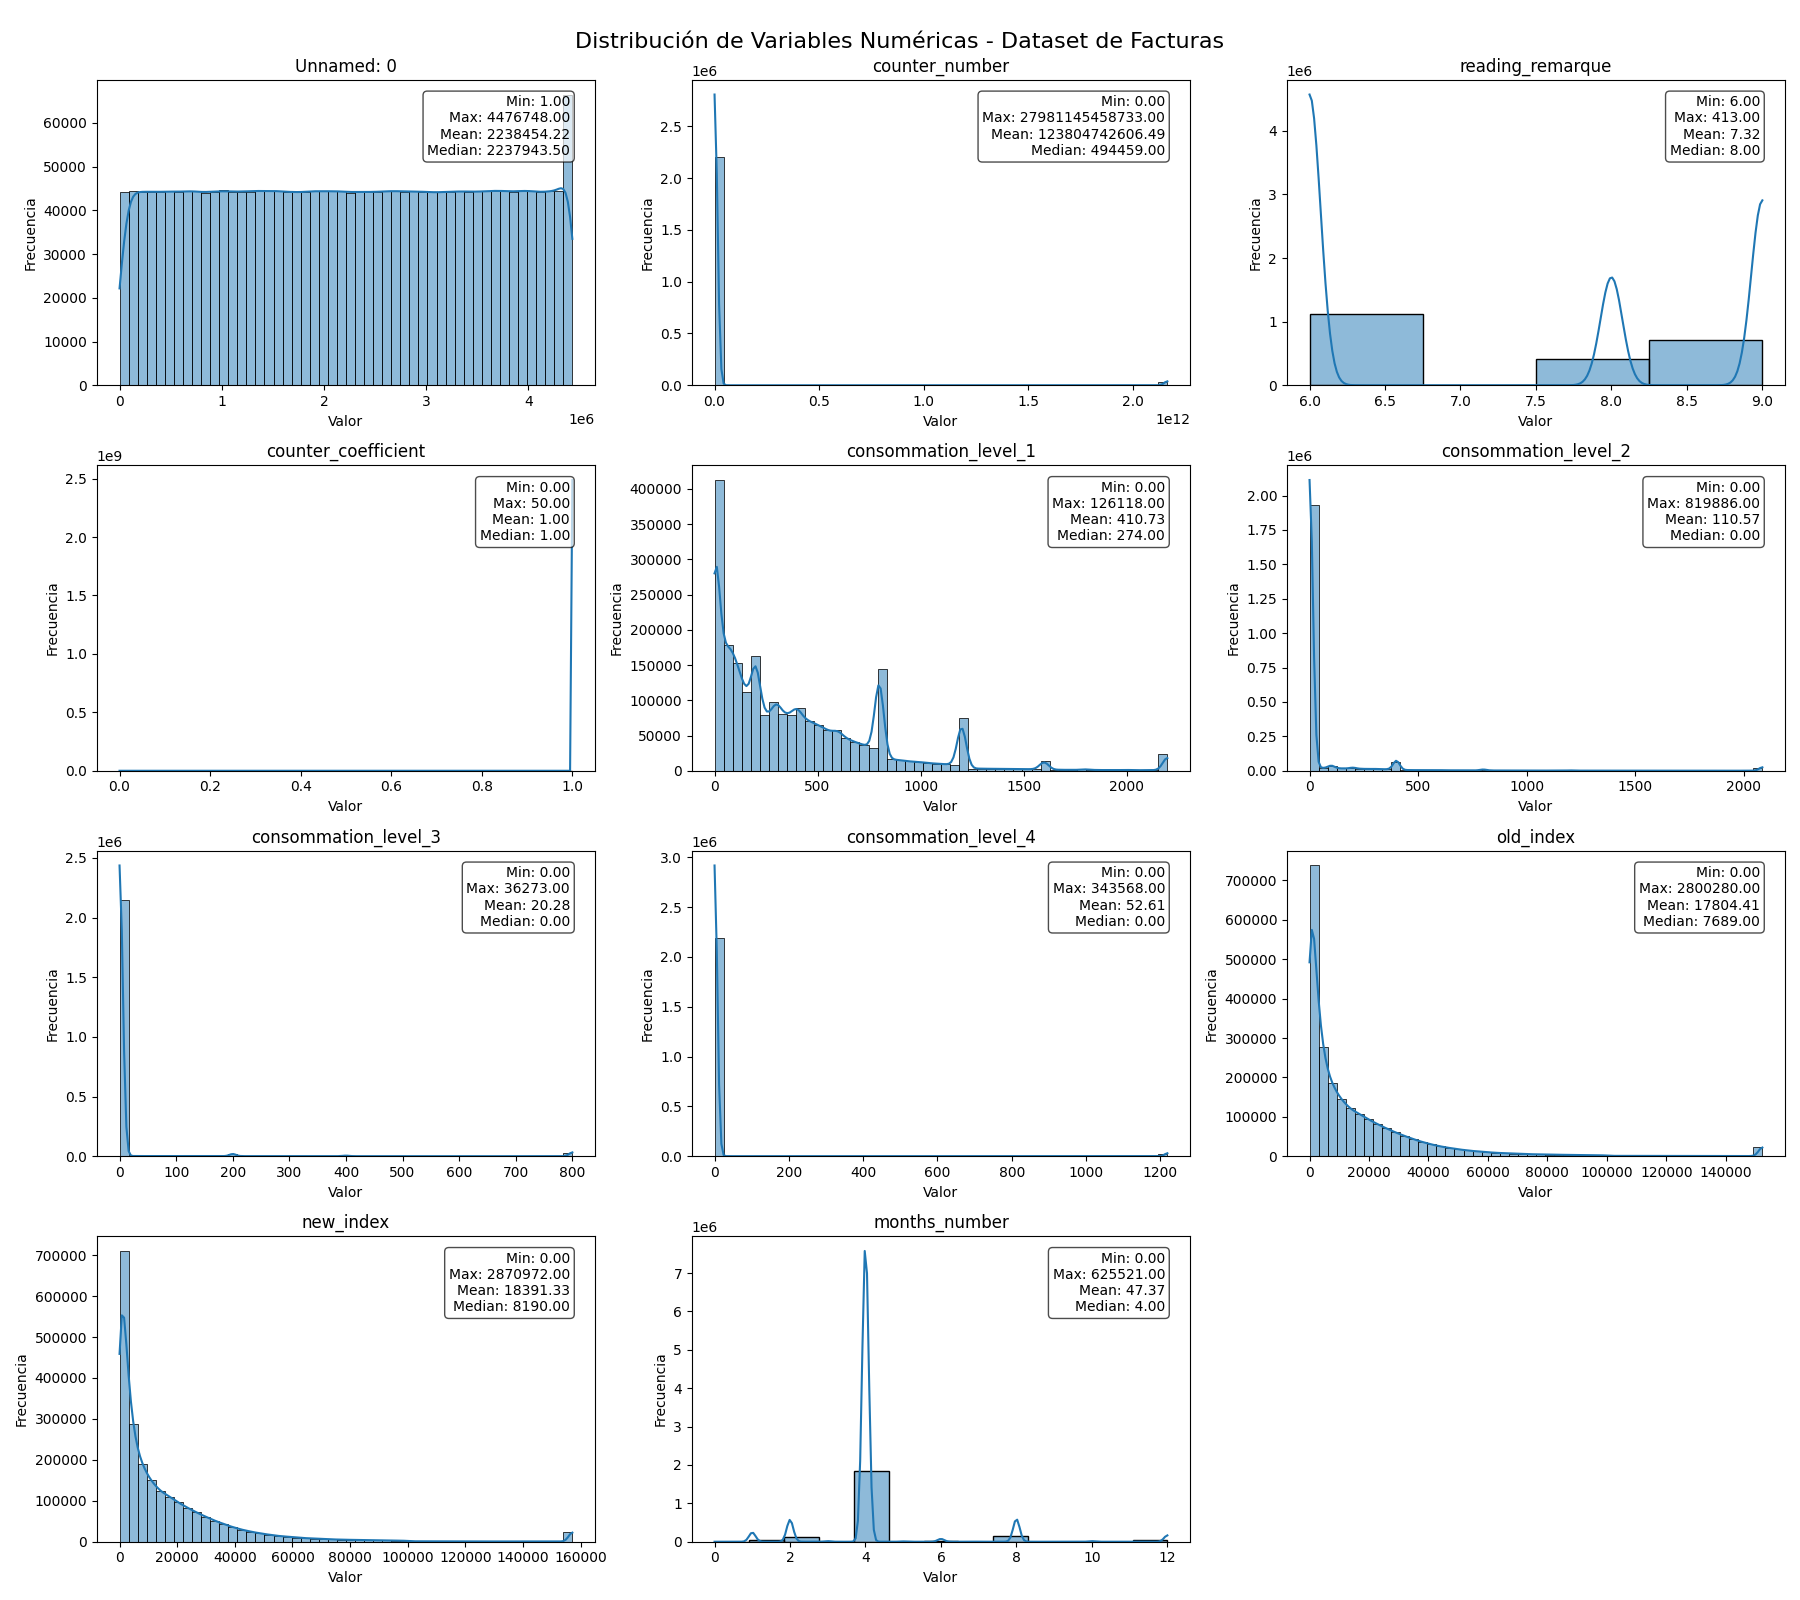 Distribución de Variables Numéricas - Dataset de Facturas
Unnamed: 0
Min: 1.00
Max: 4476748.00
Mean: 2238454.22
Median: 2237943.50
Frecuencia
60000
50000
40000
30000
20000
10000
0
0 1 2 3 4
1e6
Valor
counter_number
1e6
Min: 0.00
Max: 27981145458733.00
Mean: 123804742606.49
Median: 494459.00
Frecuencia
2.5
2.0
1.5
1.0
0.5
0.0
0.0 0.5 1.0 1.5 2.0
1e12
Valor
reading_remarque
1e6
Min: 6.00
Max: 413.00
Mean: 7.32
Median: 8.00
Frecuencia
4
3
2
1
0
6.0 6.5 7.0 7.5 8.0 8.5 9.0
Valor
counter_coefficient
1e9
Min: 0.00
Max: 50.00
Mean: 1.00
Median: 1.00
Frecuencia
2.5
2.0
1.5
1.0
0.5
0.0
0.0 0.2 0.4 0.6 0.8 1.0
Valor
consommation_level_1
Min: 0.00
Max: 126118.00
Mean: 410.73
Median: 274.00
Frecuencia
400000
350000
300000
250000
200000
150000
100000
50000
0
0 500 1000 1500 2000
Valor
consommation_level_2
1e6
Min: 0.00
Max: 819886.00
Mean: 110.57
Median: 0.00
Frecuencia
2.00
1.75
1.50
1.25
1.00
0.75
0.50
0.25
0.00
0 500 1000 1500 2000
Valor
consommation_level_3
1e6
Min: 0.00
Max: 36273.00
Mean: 20.28
Median: 0.00
Frecuencia
2.5
2.0
1.5
1.0
0.5
0.0
0 100 200 300 400 500 600 700 800
Valor
consommation_level_4
1e6
Min: 0.00
Max: 343568.00
Mean: 52.61
Median: 0.00
Frecuencia
3.0
2.5
2.0
1.5
1.0
0.5
0.0
0 200 400 600 800 1000 1200
Valor
old_index
Min: 0.00
Max: 2800280.00
Mean: 17804.41
Median: 7689.00
Frecuencia
700000
600000
500000
400000
300000
200000
100000
0
0 20000 40000 60000 80000 100000 120000 140000
Valor
new_index
Min: 0.00
Max: 2870972.00
Mean: 18391.33
Median: 8190.00
Frecuencia
700000
600000
500000
400000
300000
200000
100000
0
0 20000 40000 60000 80000 100000 120000 140000 160000
Valor
months_number
1e6
Min: 0.00
Max: 625521.00
Mean: 47.37
Median: 4.00
Frecuencia
7
6
5
4
3
2
1
0
0 2 4 6 8 10 12
Valor